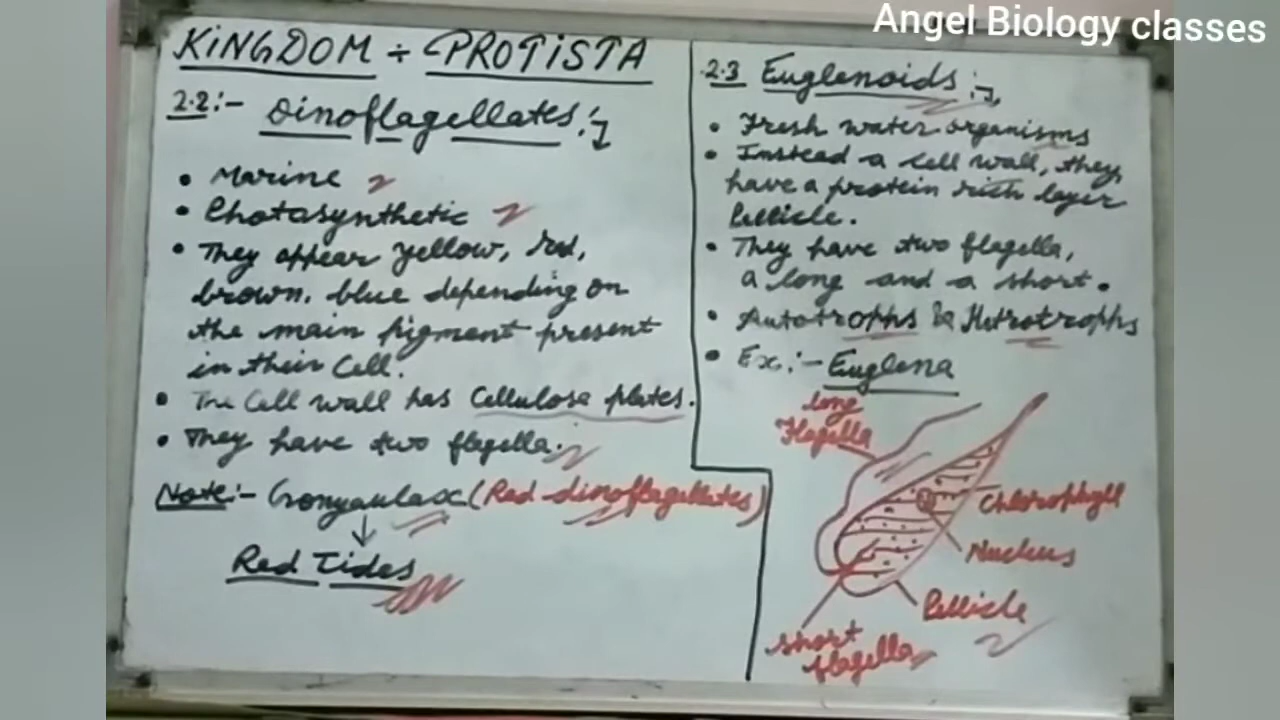 Angel Biology classes
KINGDOM ÷ PROTISTA
2.2:- Dinoflagellates:-
• Marine
• Photasynthetic
• They appear yellow, red,
brown, blue depending on
the main pigment present
in their cell.
• The cell wall has cellulose plates.
• They have two flagella.
Note:- Gonyaulax (Red dinoflagellates)
↓
Red Tides
2.3 Euglenoids:-
• Fresh water organisms
• Instead a cell wall, they
have a protein rich layer
Pellicle.
• They have two flagella,
a long and a short.
• Autotrophs & Hetrotrophs
• Ex:- Euglena
long
Flagella
Chlorophyll
Nucleus
Pellicle
short
flagella